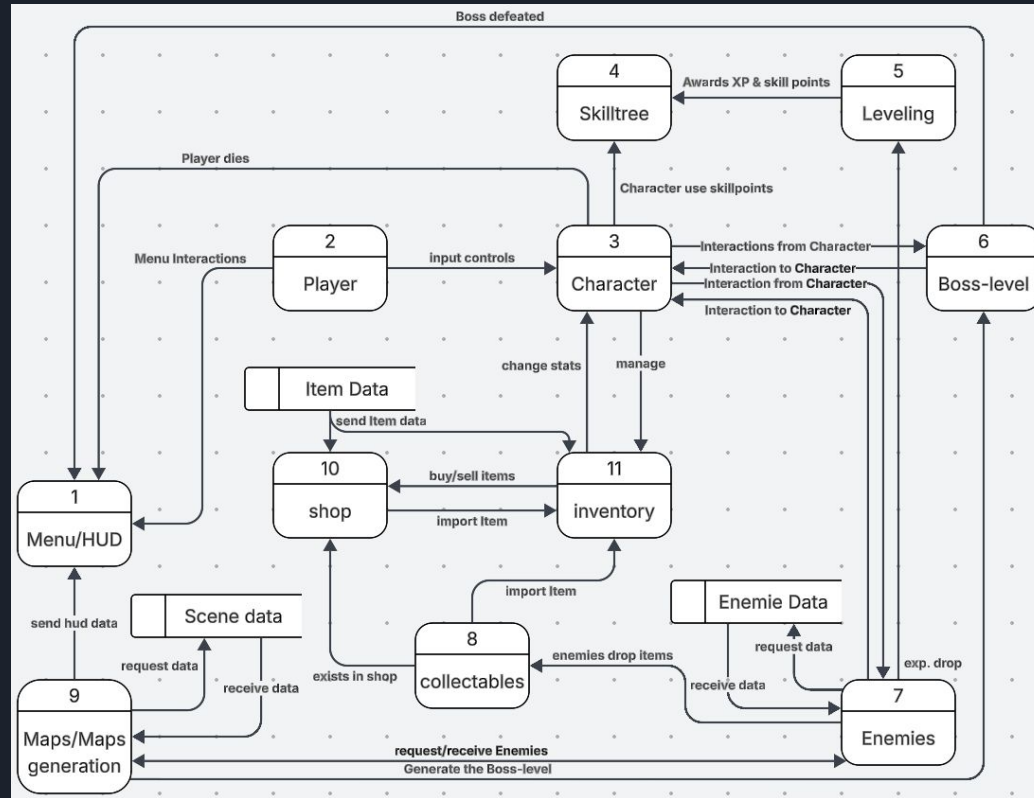 Boss defeated
4
Skilltree
Awards XP & skill points
5
Leveling
Player dies
Character use skillpoints
2
Player
Menu Interactions
input controls
3
Character
Interactions from Character
Interaction to Character
Interaction from Character
Interaction to Character
6
Boss-level
change stats
manage
Item Data
send Item data
10
shop
buy/sell items
import Item
11
inventory
1
Menu/HUD
send hud data
Scene data
request data
receive data
import Item
8
collectables
exists in shop
enemies drop items
Enemie Data
request data
receive data
exp. drop
9
Maps/Maps
generation
7
Enemies
request/receive Enemies
Generate the Boss-level